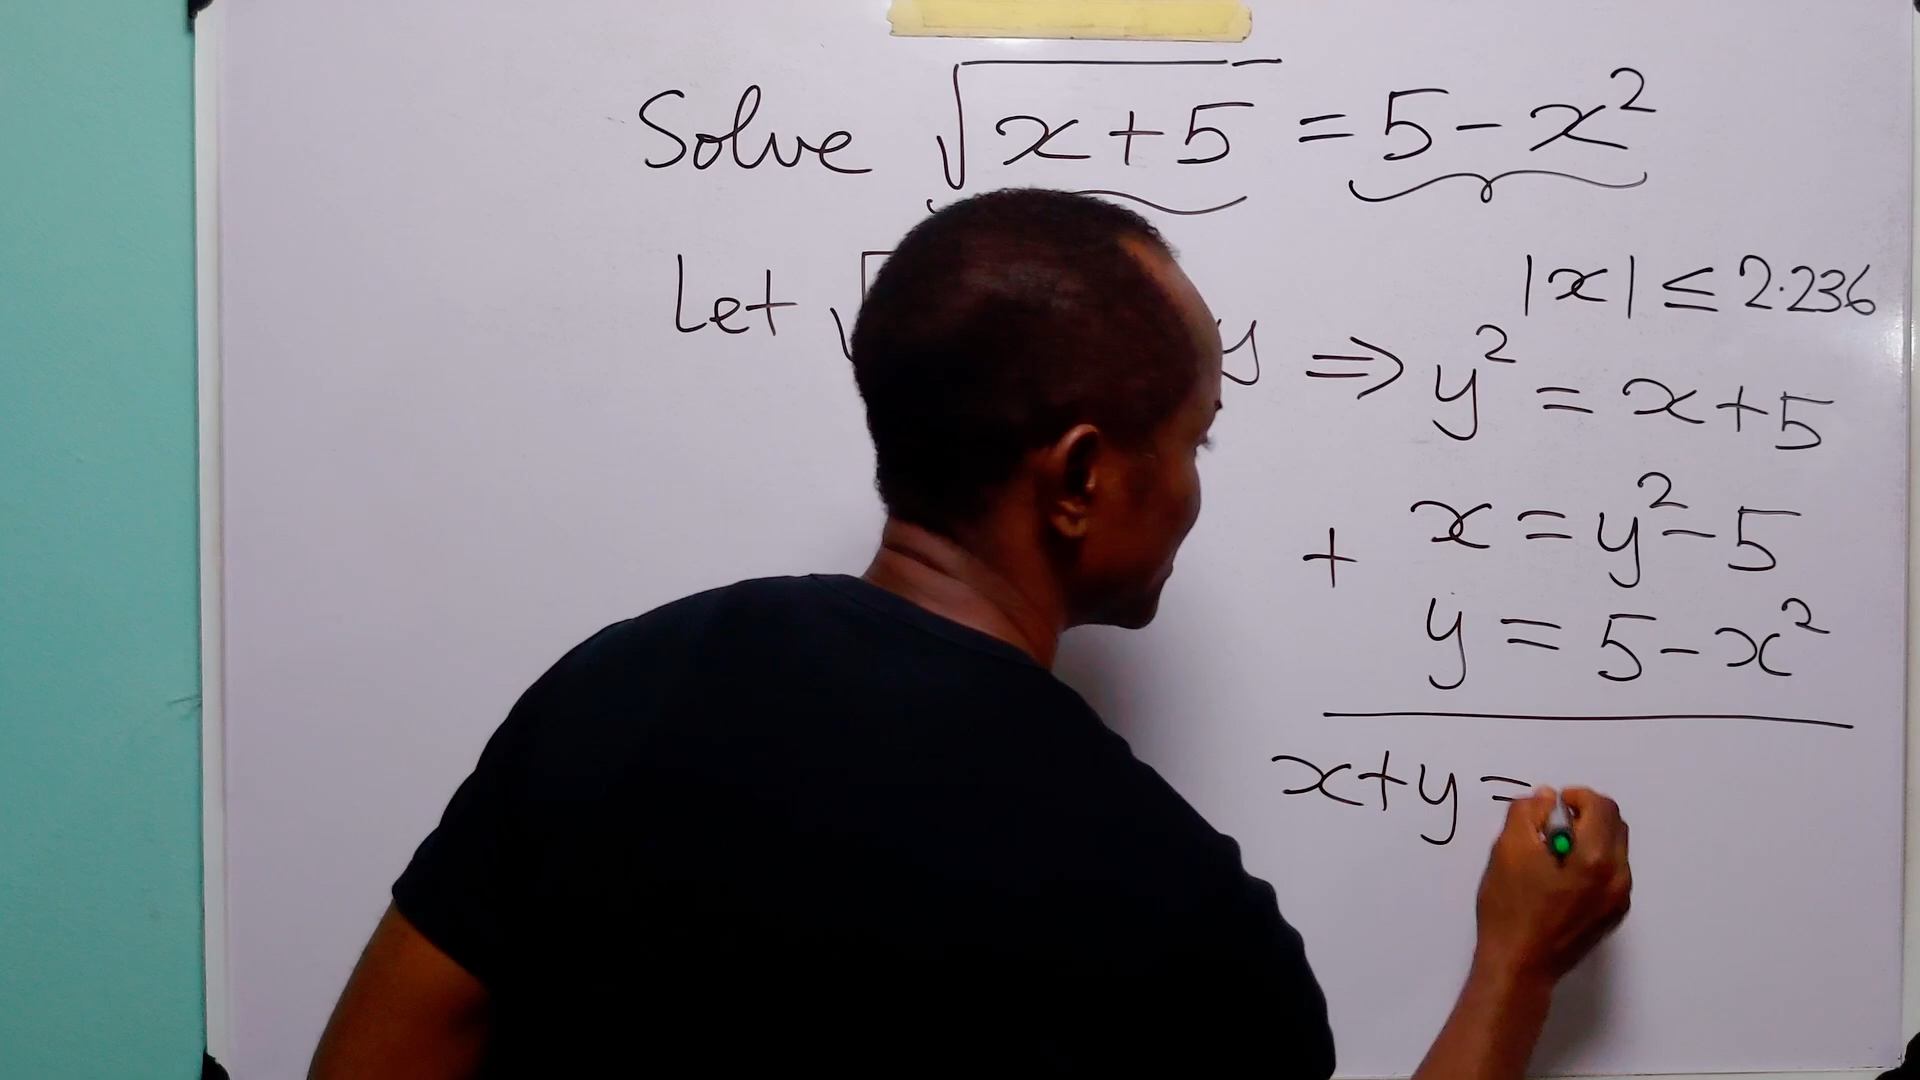 Solve √(x+5) = 5 - x²
|x| ≤ 2.236
Let √ y ⇒ y² = x+5
+ x = y² - 5
y = 5 - x²
x+y =